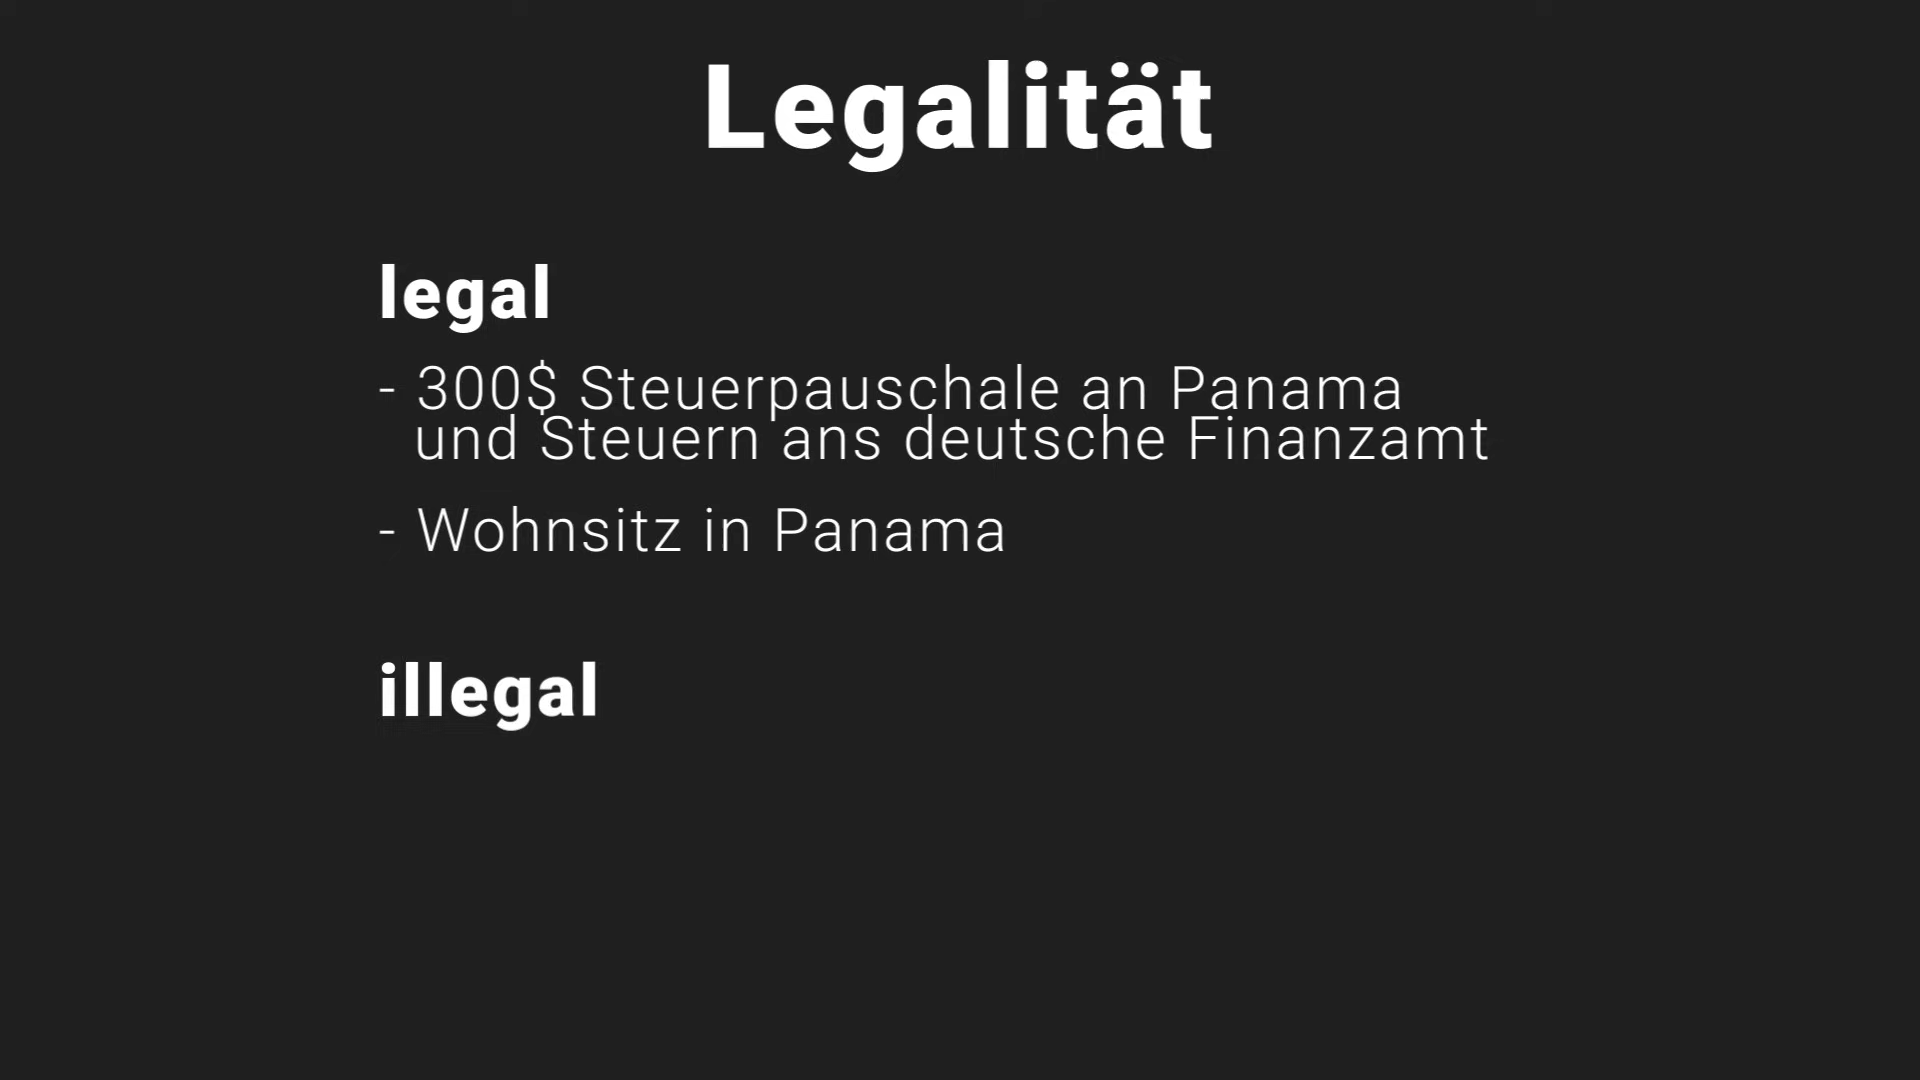 Legalität
legal
- 300$ Steuerpauschale an Panama
und Steuern ans deutsche Finanzamt
- Wohnsitz in Panama
illegal